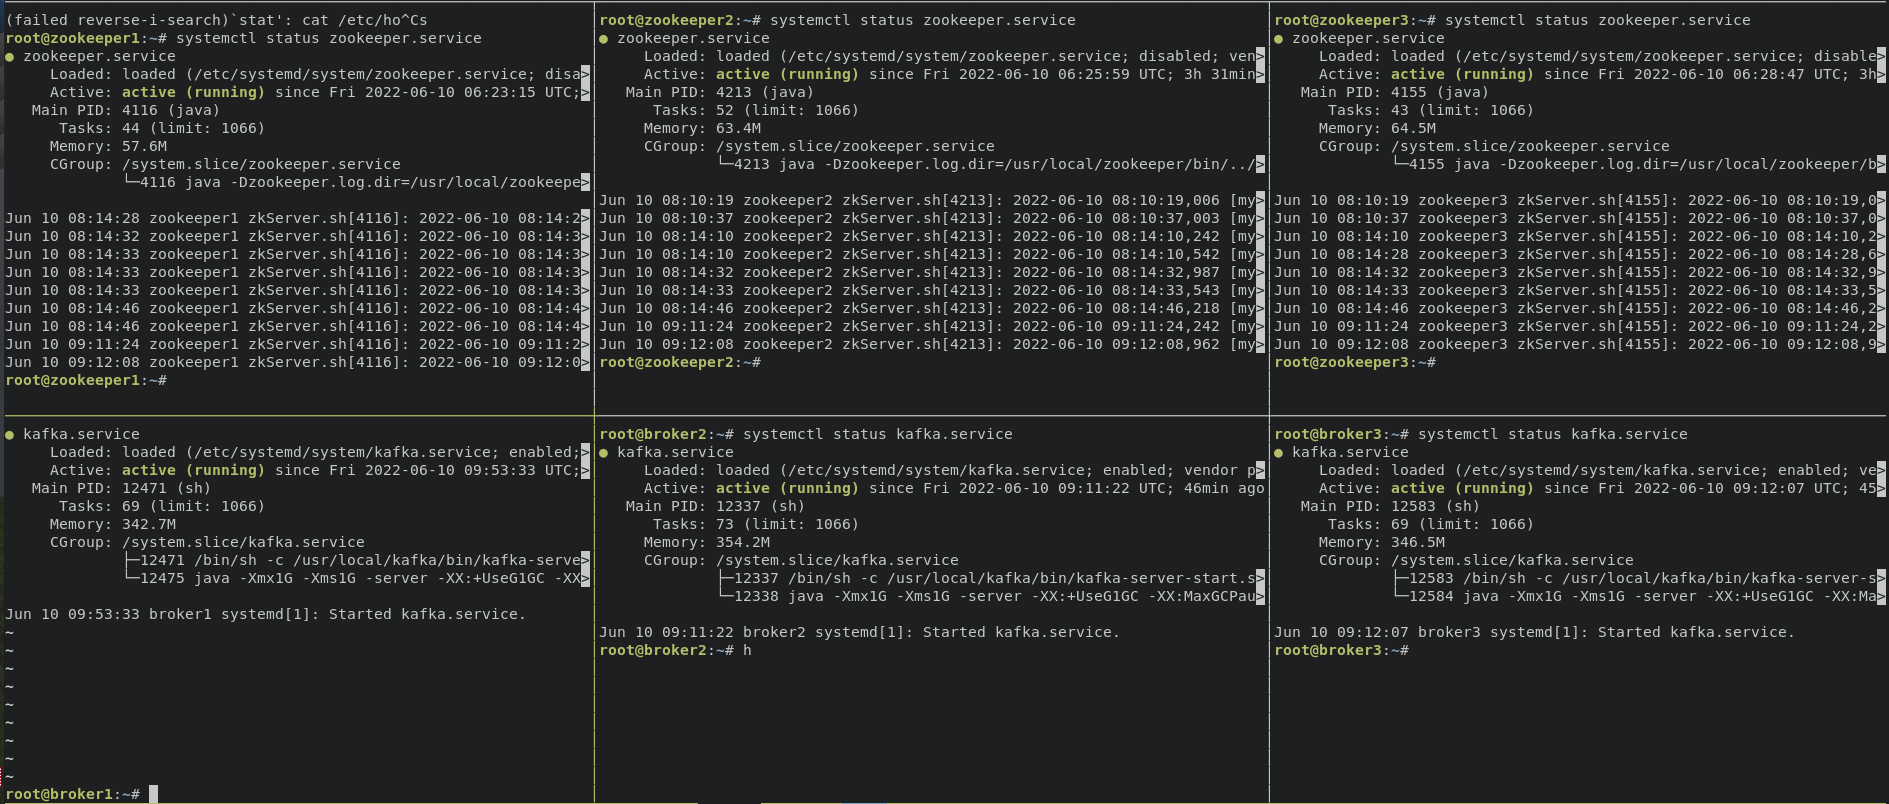 (failed reverse-i-search)`stat': cat /etc/ho^Cs
root@zookeeper1:~# systemctl status zookeeper.service
● zookeeper.service
Loaded: loaded (/etc/systemd/system/zookeeper.service; disa>
Active: active (running) since Fri 2022-06-10 06:23:15 UTC;>
Main PID: 4116 (java)
Tasks: 44 (limit: 1066)
Memory: 57.6M
CGroup: /system.slice/zookeeper.service
└─4116 java -Dzookeeper.log.dir=/usr/local/zookeepe>
Jun 10 08:14:28 zookeeper1 zkServer.sh[4116]: 2022-06-10 08:14:2>
Jun 10 08:14:32 zookeeper1 zkServer.sh[4116]: 2022-06-10 08:14:3>
Jun 10 08:14:33 zookeeper1 zkServer.sh[4116]: 2022-06-10 08:14:3>
Jun 10 08:14:33 zookeeper1 zkServer.sh[4116]: 2022-06-10 08:14:3>
Jun 10 08:14:33 zookeeper1 zkServer.sh[4116]: 2022-06-10 08:14:3>
Jun 10 08:14:46 zookeeper1 zkServer.sh[4116]: 2022-06-10 08:14:4>
Jun 10 08:14:46 zookeeper1 zkServer.sh[4116]: 2022-06-10 08:14:4>
Jun 10 09:11:24 zookeeper1 zkServer.sh[4116]: 2022-06-10 09:11:2>
Jun 10 09:12:08 zookeeper1 zkServer.sh[4116]: 2022-06-10 09:12:0>
root@zookeeper1:~#
root@zookeeper2:~# systemctl status zookeeper.service
● zookeeper.service
Loaded: loaded (/etc/systemd/system/zookeeper.service; disabled; ven>
Active: active (running) since Fri 2022-06-10 06:25:59 UTC; 3h 31min>
Main PID: 4213 (java)
Tasks: 52 (limit: 1066)
Memory: 63.4M
CGroup: /system.slice/zookeeper.service
└─4213 java -Dzookeeper.log.dir=/usr/local/zookeeper/bin/../>
Jun 10 08:10:19 zookeeper2 zkServer.sh[4213]: 2022-06-10 08:10:19,006 [my>
Jun 10 08:10:37 zookeeper2 zkServer.sh[4213]: 2022-06-10 08:10:37,003 [my>
Jun 10 08:14:10 zookeeper2 zkServer.sh[4213]: 2022-06-10 08:14:10,242 [my>
Jun 10 08:14:10 zookeeper2 zkServer.sh[4213]: 2022-06-10 08:14:10,542 [my>
Jun 10 08:14:32 zookeeper2 zkServer.sh[4213]: 2022-06-10 08:14:32,987 [my>
Jun 10 08:14:33 zookeeper2 zkServer.sh[4213]: 2022-06-10 08:14:33,543 [my>
Jun 10 08:14:46 zookeeper2 zkServer.sh[4213]: 2022-06-10 08:14:46,218 [my>
Jun 10 09:11:24 zookeeper2 zkServer.sh[4213]: 2022-06-10 09:11:24,242 [my>
Jun 10 09:12:08 zookeeper2 zkServer.sh[4213]: 2022-06-10 09:12:08,962 [my>
root@zookeeper2:~#
root@zookeeper3:~# systemctl status zookeeper.service
● zookeeper.service
Loaded: loaded (/etc/systemd/system/zookeeper.service; disable>
Active: active (running) since Fri 2022-06-10 06:28:47 UTC; 3h>
Main PID: 4155 (java)
Tasks: 43 (limit: 1066)
Memory: 64.5M
CGroup: /system.slice/zookeeper.service
└─4155 java -Dzookeeper.log.dir=/usr/local/zookeeper/b>
Jun 10 08:10:19 zookeeper3 zkServer.sh[4155]: 2022-06-10 08:10:19,0>
Jun 10 08:10:37 zookeeper3 zkServer.sh[4155]: 2022-06-10 08:10:37,0>
Jun 10 08:14:10 zookeeper3 zkServer.sh[4155]: 2022-06-10 08:14:10,2>
Jun 10 08:14:28 zookeeper3 zkServer.sh[4155]: 2022-06-10 08:14:28,6>
Jun 10 08:14:32 zookeeper3 zkServer.sh[4155]: 2022-06-10 08:14:32,9>
Jun 10 08:14:33 zookeeper3 zkServer.sh[4155]: 2022-06-10 08:14:33,5>
Jun 10 08:14:46 zookeeper3 zkServer.sh[4155]: 2022-06-10 08:14:46,2>
Jun 10 09:11:24 zookeeper3 zkServer.sh[4155]: 2022-06-10 09:11:24,2>
Jun 10 09:12:08 zookeeper3 zkServer.sh[4155]: 2022-06-10 09:12:08,9>
root@zookeeper3:~#
● kafka.service
Loaded: loaded (/etc/systemd/system/kafka.service; enabled;>
Active: active (running) since Fri 2022-06-10 09:53:33 UTC;>
Main PID: 12471 (sh)
Tasks: 69 (limit: 1066)
Memory: 342.7M
CGroup: /system.slice/kafka.service
├─12471 /bin/sh -c /usr/local/kafka/bin/kafka-serve>
└─12475 java -Xmx1G -Xms1G -server -XX:+UseG1GC -XX>
Jun 10 09:53:33 broker1 systemd[1]: Started kafka.service.
~
~
~
~
~
~
~
~
~
root@broker1:~#
root@broker2:~# systemctl status kafka.service
● kafka.service
Loaded: loaded (/etc/systemd/system/kafka.service; enabled; vendor p>
Active: active (running) since Fri 2022-06-10 09:11:22 UTC; 46min ago
Main PID: 12337 (sh)
Tasks: 73 (limit: 1066)
Memory: 354.2M
CGroup: /system.slice/kafka.service
├─12337 /bin/sh -c /usr/local/kafka/bin/kafka-server-start.s>
└─12338 java -Xmx1G -Xms1G -server -XX:+UseG1GC -XX:MaxGCPau>
Jun 10 09:11:22 broker2 systemd[1]: Started kafka.service.
root@broker2:~# h
root@broker3:~# systemctl status kafka.service
● kafka.service
Loaded: loaded (/etc/systemd/system/kafka.service; enabled; ve>
Active: active (running) since Fri 2022-06-10 09:12:07 UTC; 45>
Main PID: 12583 (sh)
Tasks: 69 (limit: 1066)
Memory: 346.5M
CGroup: /system.slice/kafka.service
├─12583 /bin/sh -c /usr/local/kafka/bin/kafka-server-s>
└─12584 java -Xmx1G -Xms1G -server -XX:+UseG1GC -XX:Ma>
Jun 10 09:12:07 broker3 systemd[1]: Started kafka.service.
root@broker3:~#